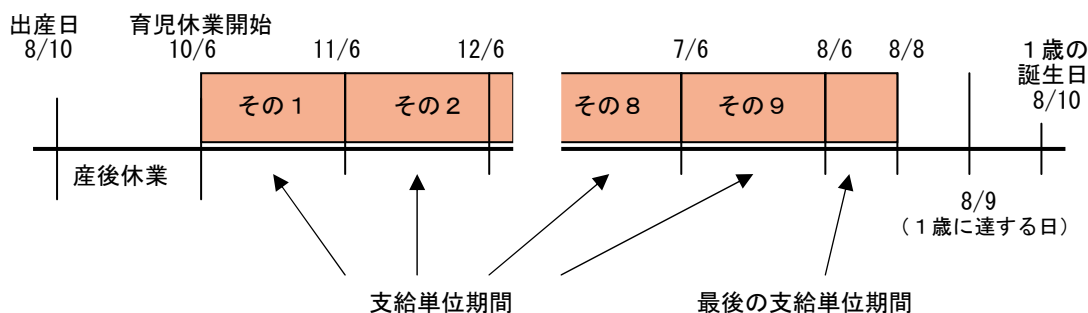 出産日
8/10
育児休業開始
10/6
11/6
12/6
7/6
8/6
8/8
1歳の
誕生日
8/10
その1
その2
その8
その9
産後休業
8/9
(1歳に達する日)
支給単位期間
最後の支給単位期間